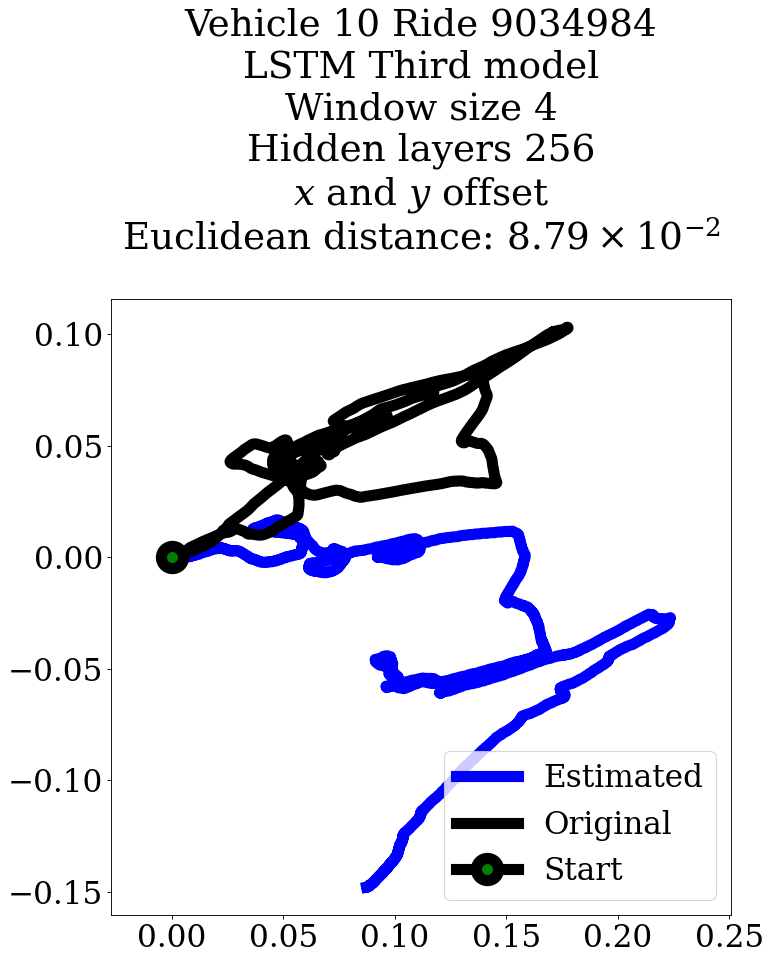 Vehicle 10 Ride 9034984
LSTM Third model
Window size 4
Hidden layers 256
x and y offset
Euclidean distance: 8.79 × 10⁻²
0.10
0.05
0.00
−0.05
−0.10
−0.15
Estimated
Original
Start
0.00 0.05 0.10 0.15 0.20 0.25